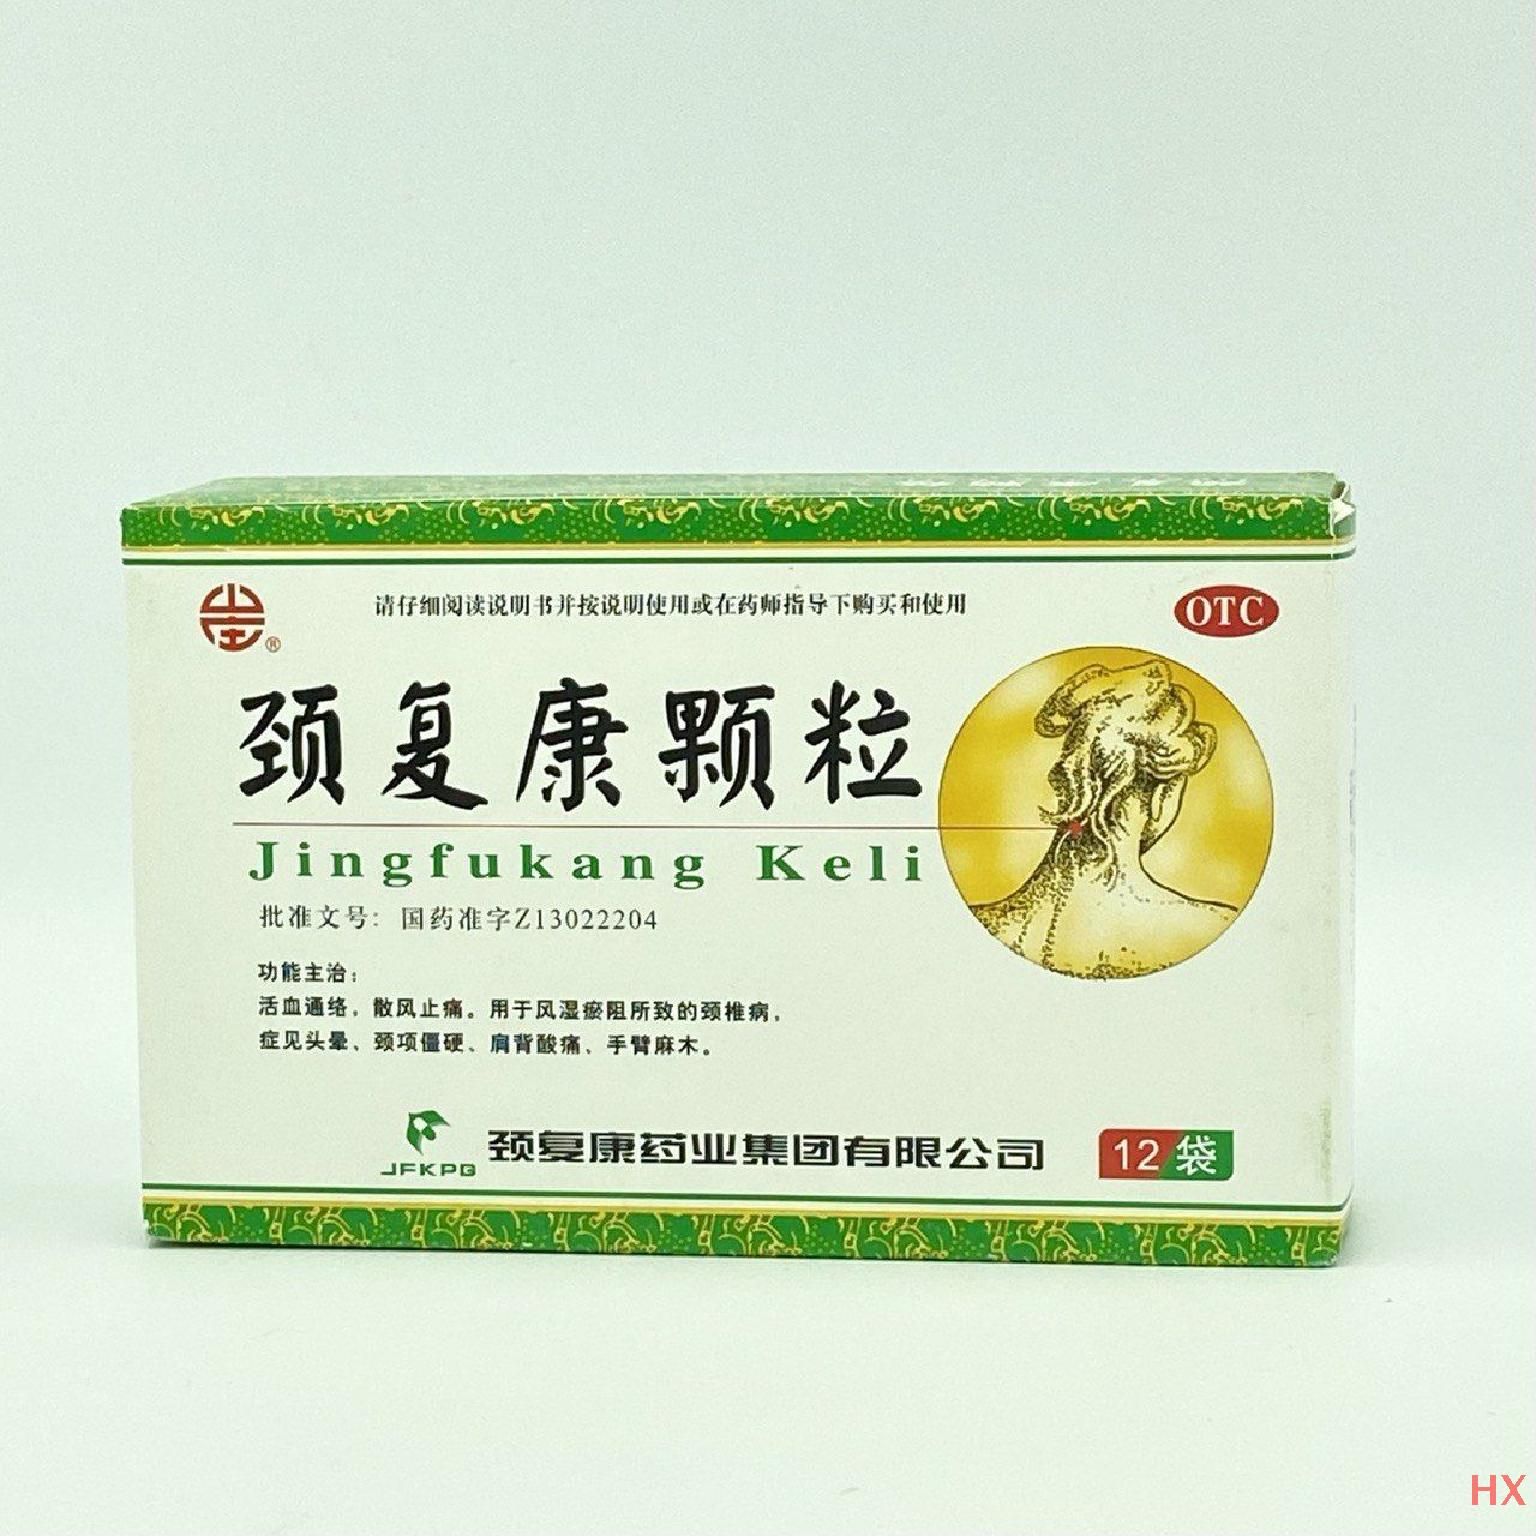 请仔细阅读说明书并按说明使用或在药师指导下购买和使用
OTC
®
颈复康颗粒
Jingfukang Keli
批准文号：国药准字Z13022204
功能主治：
活血通络，散风止痛。用于风湿瘀阻所致的颈椎病，
症见头晕、颈项僵硬、肩背酸痛、手臂麻木。
JFKPG
颈复康药业集团有限公司
12袋
HX